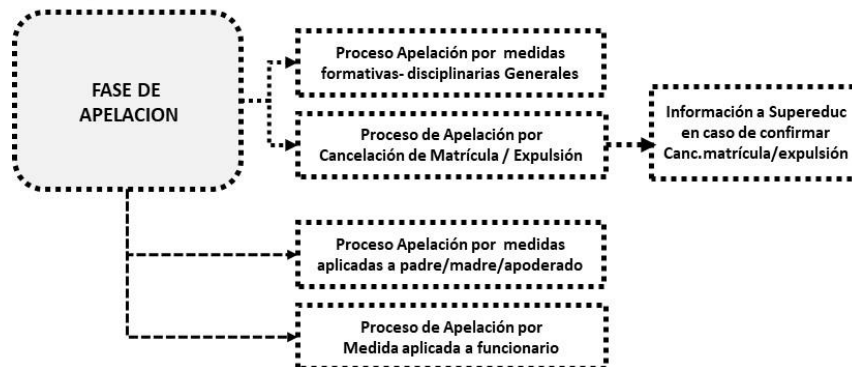 FASE DE
APELACION
Proceso Apelación por medidas
formativas- disciplinarias Generales
Proceso de Apelación por
Cancelación de Matrícula / Expulsión
Información a Supereduc
en caso de confirmar
Canc.matrícula/expulsión
Proceso Apelación por medidas
aplicadas a padre/madre/apoderado
Proceso de Apelación por
Medida aplicada a funcionario